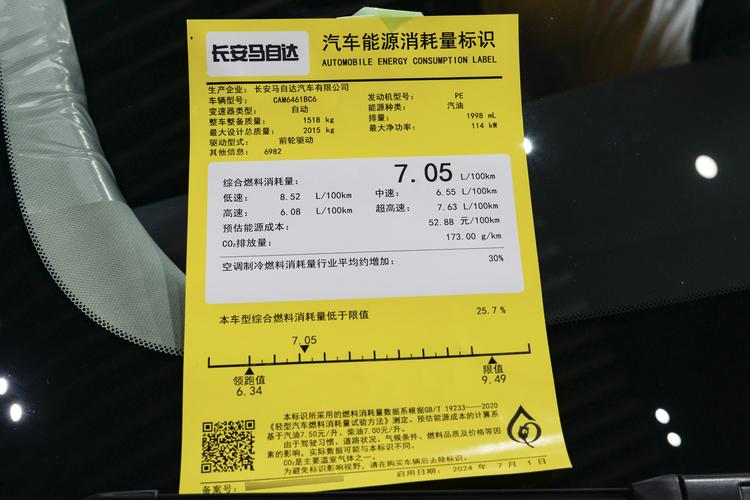 长安马自达
汽车能源消耗量标识
AUTOMOBILE ENERGY CONSUMPTION LABEL
生产企业: 长安马自达汽车有限公司
车辆型号: CAM6461BC6 发动机型号: PE
变速器类型: 自动 能源种类: 汽油
整车整备质量: 1518 kg 排量: 1998 mL
最大设计总质量: 2015 kg 最大净功率: 114 kW
驱动型式: 前轮驱动
其他信息: 6982
综合燃料消耗量: 7.05 L/100km
低速: 8.52 L/100km 中速: 6.55 L/100km
高速: 6.08 L/100km 超高速: 7.63 L/100km
预估能源成本: 52.88 元/100km
CO₂排放量: 173.00 g/km
空调制冷燃料消耗量行业平均约增加: 30%
本车型综合燃料消耗量低于限值 25.7%
7.05
领跑值 限值
6.34 9.49
本标识所采用的燃料消耗量数据系根据GB/T 19233——2020
《轻型汽车燃料消耗量试验方法》测定。预估能源成本的计算系
基于汽油7.50元/升、柴油7.00元/升。
由于驾驶习惯、道路状况、气候条件、燃料品质及价格等因
素的影响,实际数据可能与本标识不同。
CO₂是主要温室气体之一。
为避免标识影响视野,请在购买车辆后去除标识。
备案号: 启用日期: 2024 年 7 月 1 日